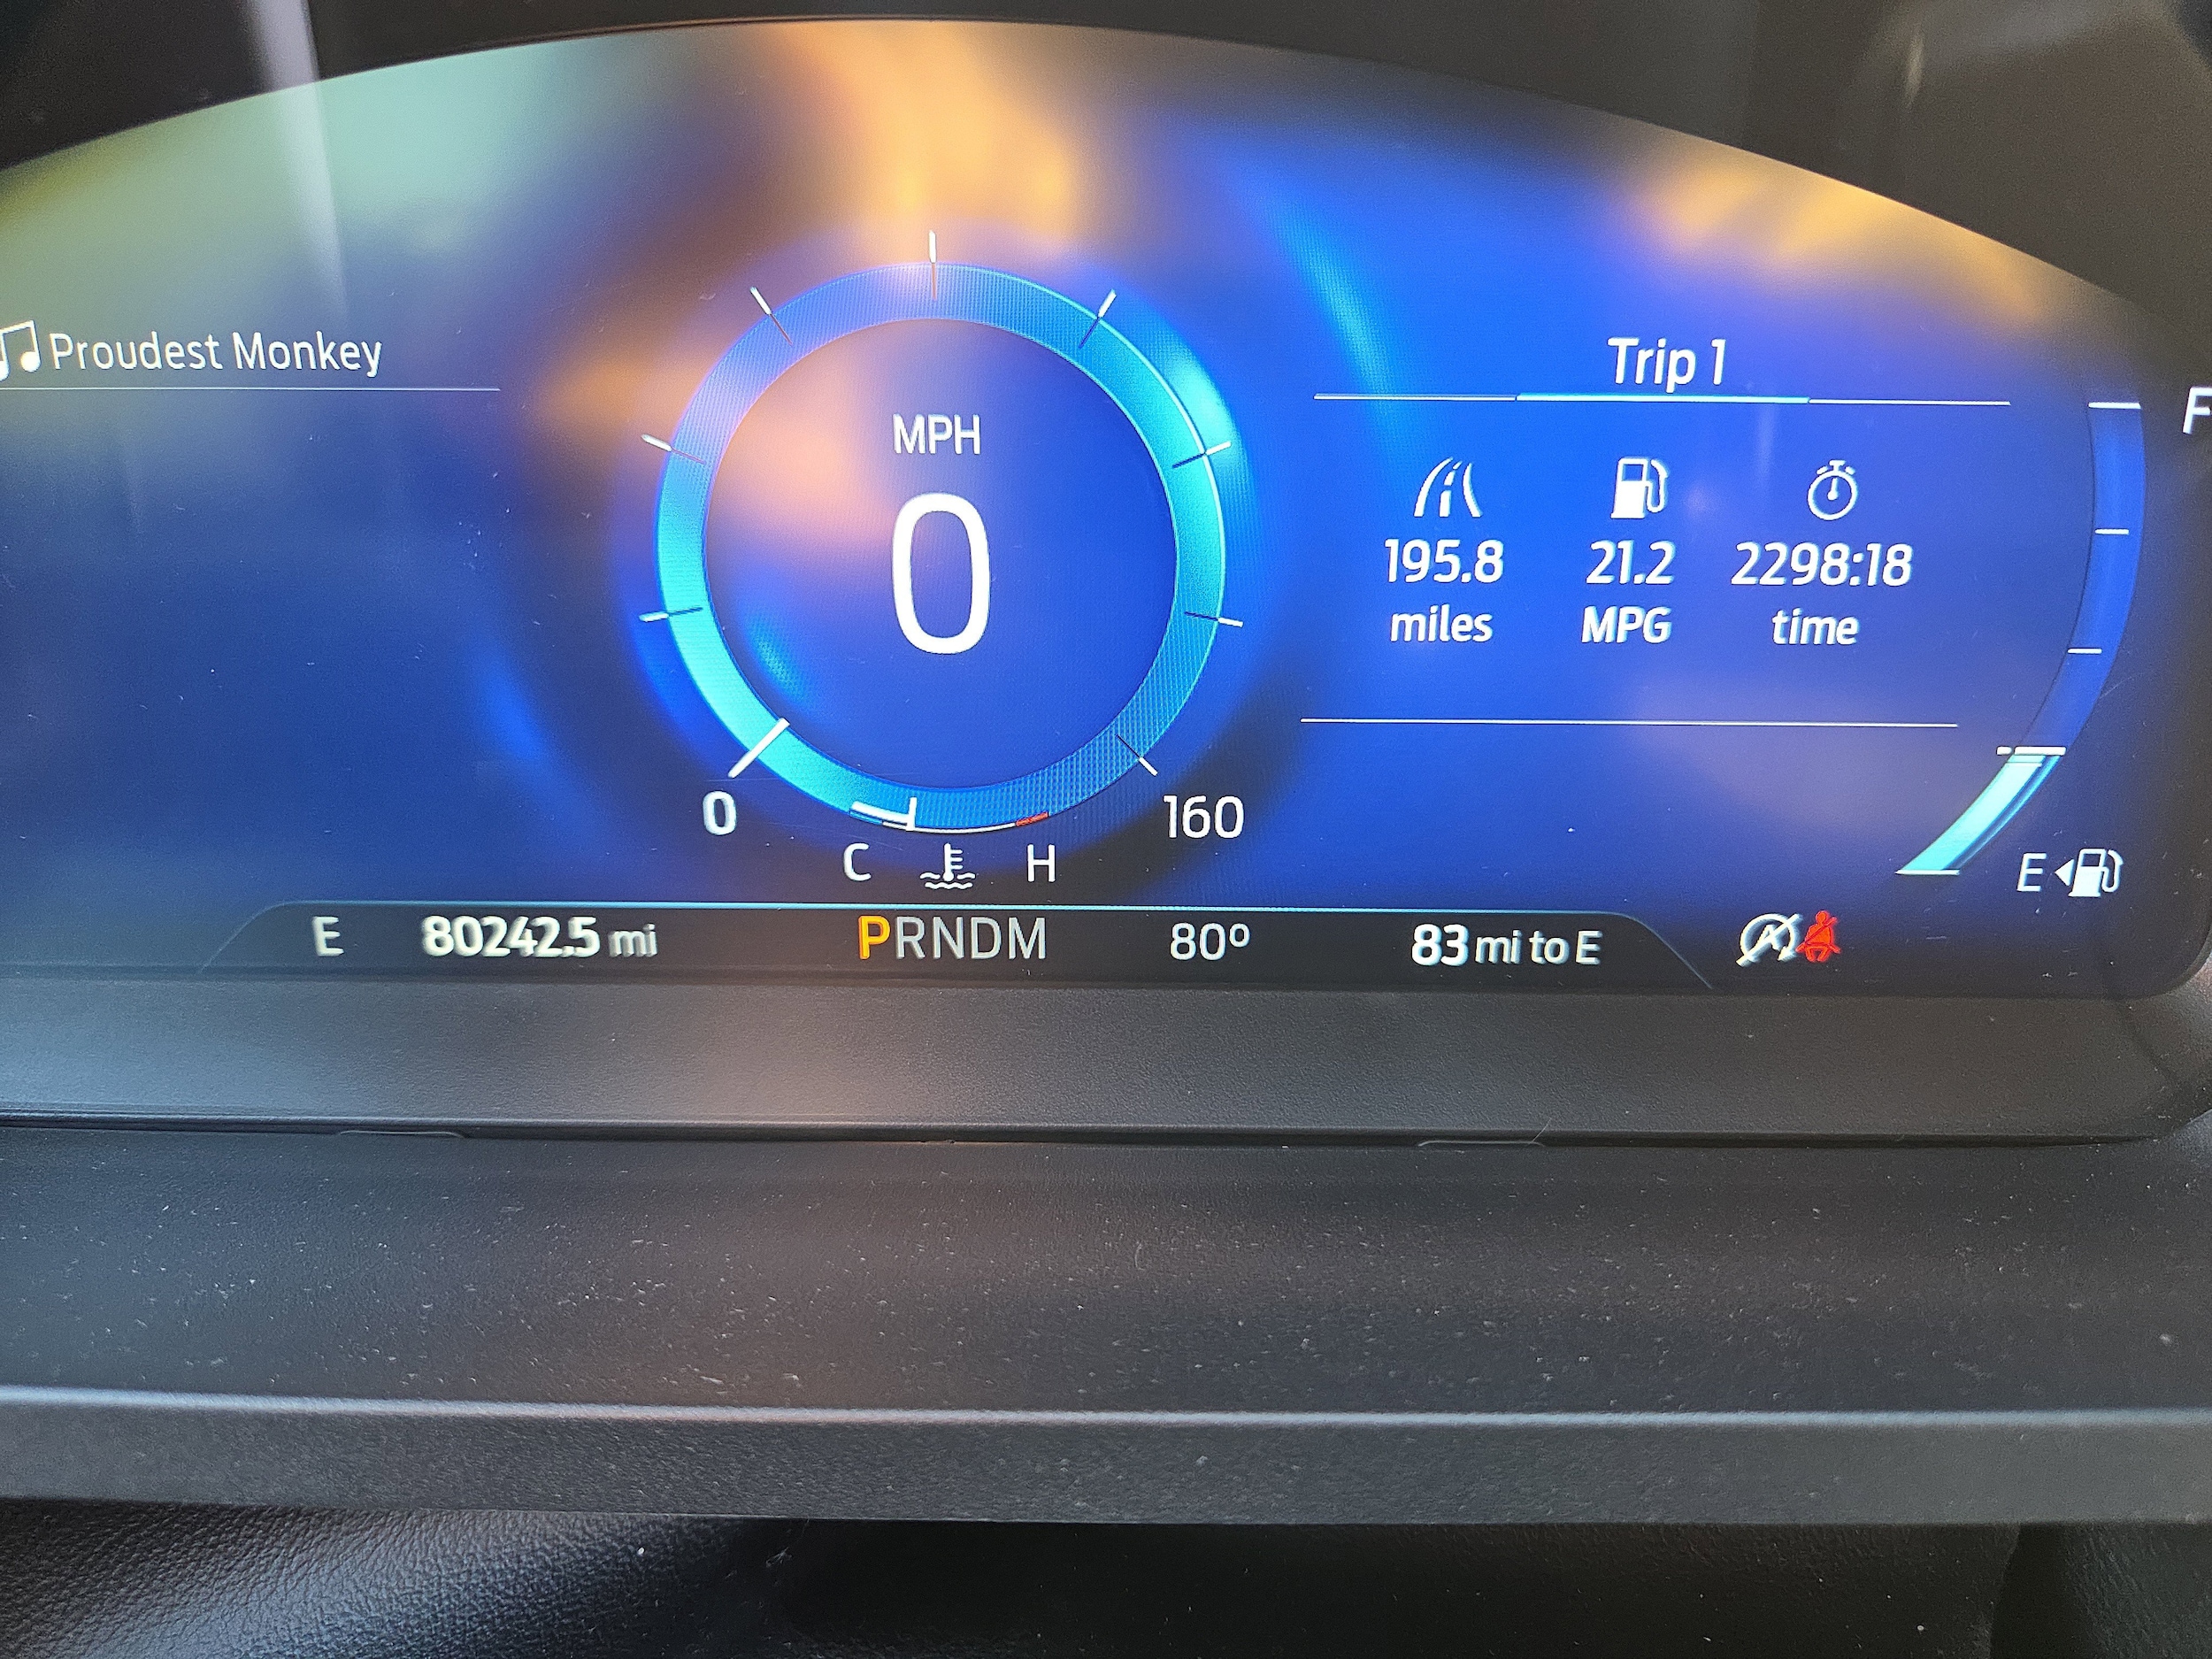 Proudest Monkey
Trip 1
MPH
0
195.8 21.2 2298:18
miles MPG time
F
0 160
C H
E
E 80242.5 mi PRNDM 80º 83 mi to E